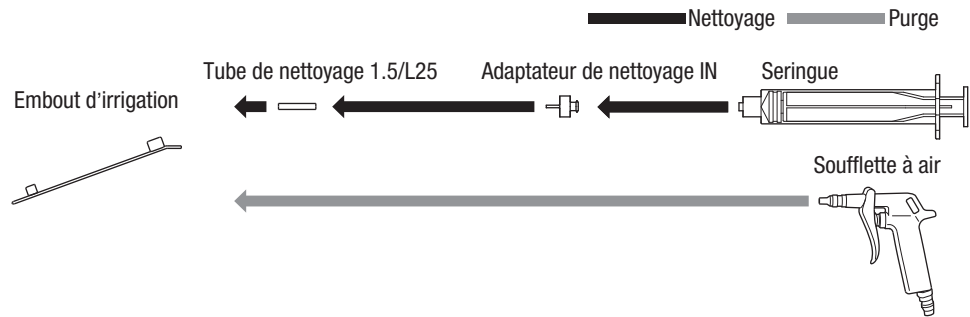 Nettoyage
Purge
Tube de nettoyage 1.5/L25
Adaptateur de nettoyage IN
Seringue
Embout d'irrigation
Soufflette à air